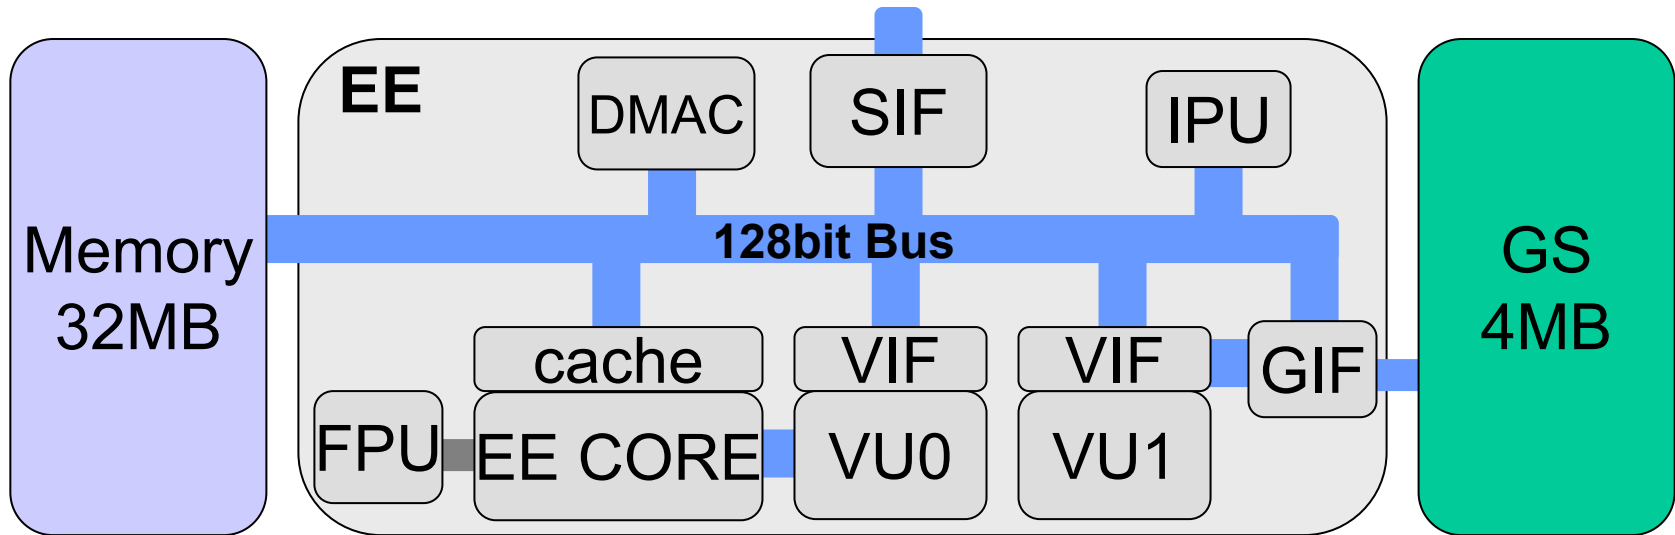 EE
DMAC
SIF
IPU
128bit Bus
Memory
32MB
GS
4MB
cache
VIF
VIF
GIF
FPU
EE CORE
VU0
VU1